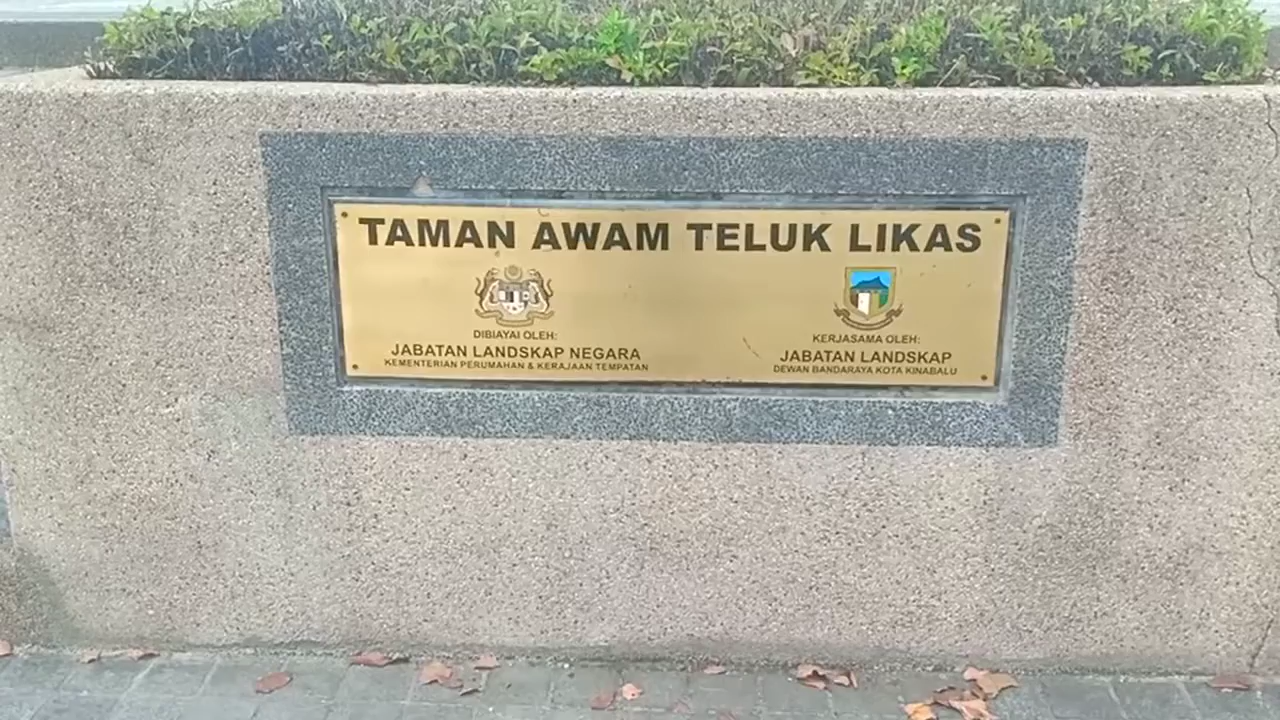 TAMAN AWAM TELUK LIKAS
DIBIAYAI OLEH:
JABATAN LANDSKAP NEGARA
KEMENTERIAN PERUMAHAN & KERAJAAN TEMPATAN
KERJASAMA OLEH:
JABATAN LANDSKAP
DEWAN BANDARAYA KOTA KINABALU